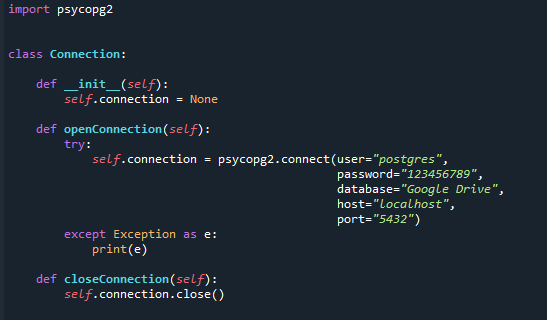 import psycopg2
class Connection:
    def __init__(self):
        self.connection = None
    def openConnection(self):
        try:
            self.connection = psycopg2.connect(user="postgres",
                                               password="123456789",
                                               database="Google Drive",
                                               host="localhost",
                                               port="5432")
        except Exception as e:
            print(e)
    def closeConnection(self):
        self.connection.close()